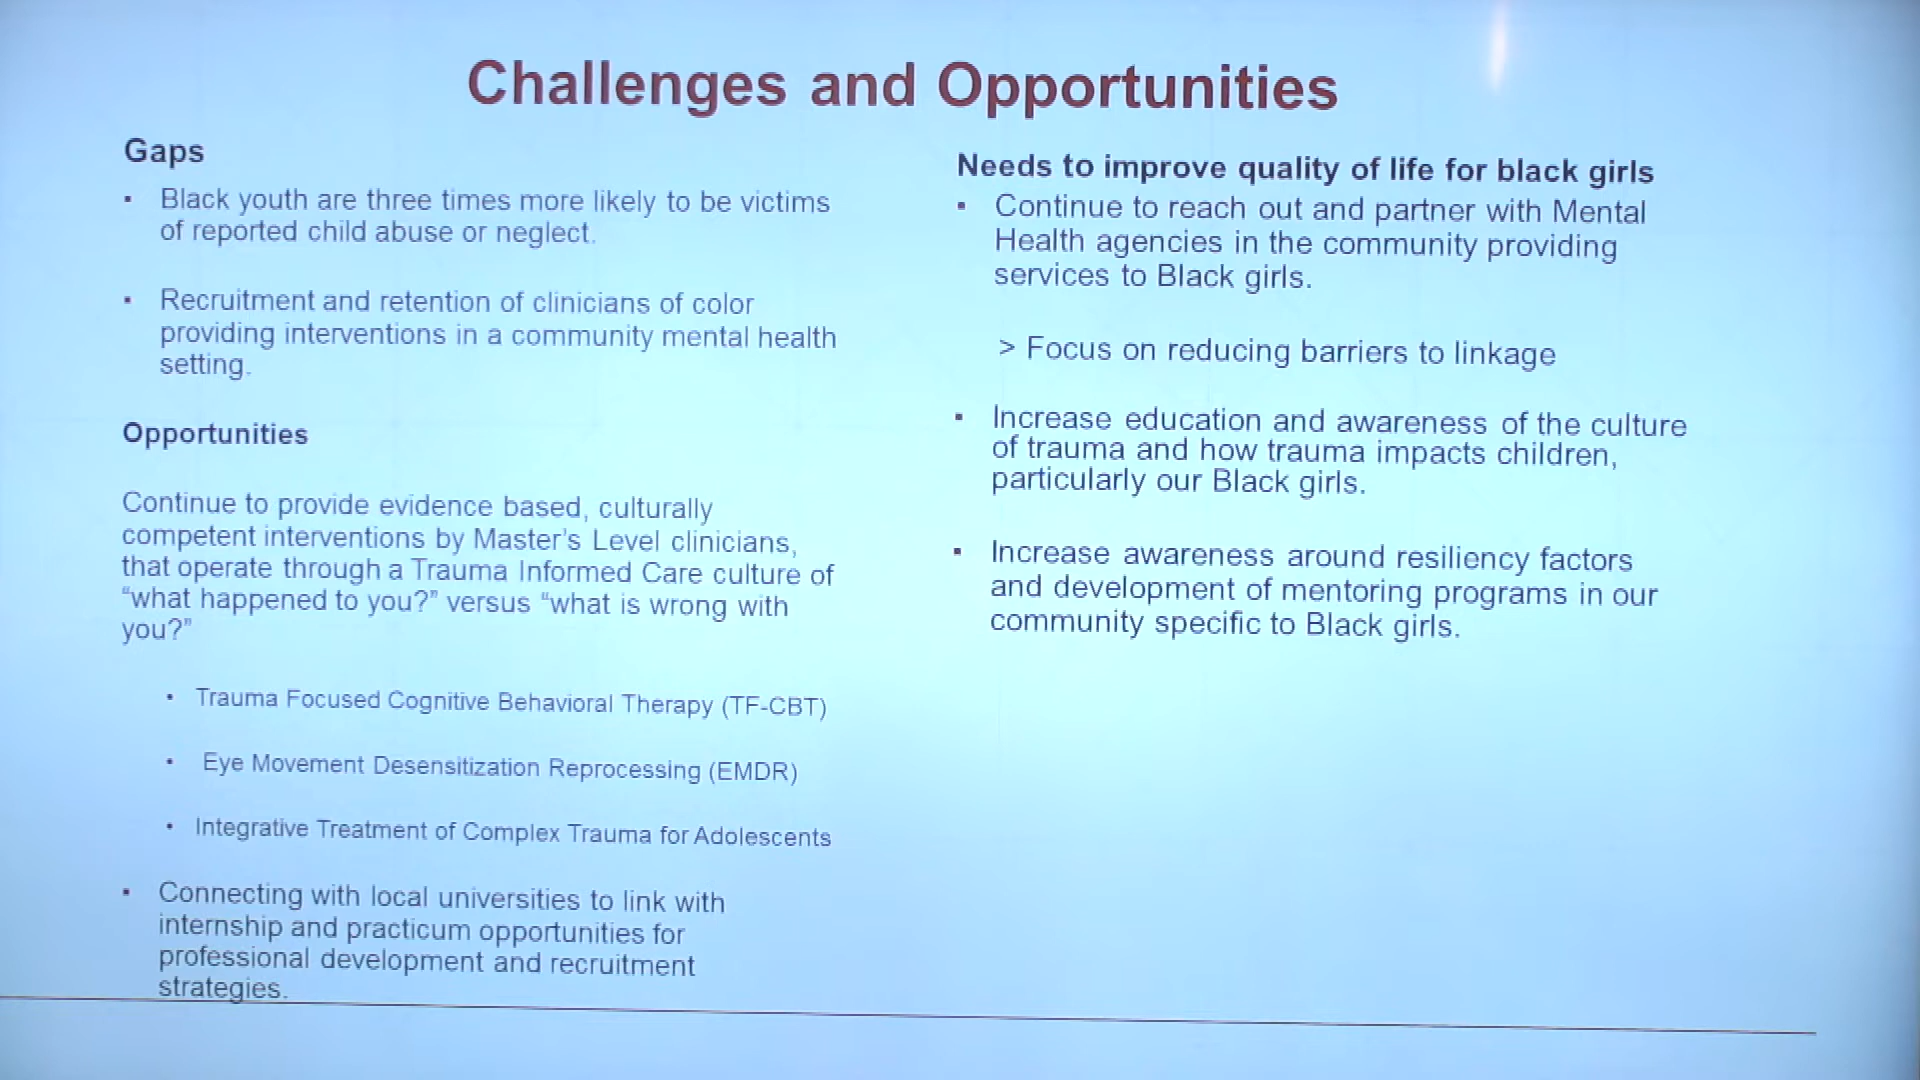 Challenges and Opportunities
Gaps
▪ Black youth are three times more likely to be victims
of reported child abuse or neglect.
▪ Recruitment and retention of clinicians of color
providing interventions in a community mental health
setting.
Opportunities
Continue to provide evidence based, culturally
competent interventions by Master's Level clinicians,
that operate through a Trauma Informed Care culture of
“what happened to you?” versus “what is wrong with
you?”
• Trauma Focused Cognitive Behavioral Therapy (TF-CBT)
• Eye Movement Desensitization Reprocessing (EMDR)
• Integrative Treatment of Complex Trauma for Adolescents
▪ Connecting with local universities to link with
internship and practicum opportunities for
professional development and recruitment
strategies.
Needs to improve quality of life for black girls
▪ Continue to reach out and partner with Mental
Health agencies in the community providing
services to Black girls.
> Focus on reducing barriers to linkage
▪ Increase education and awareness of the culture
of trauma and how trauma impacts children,
particularly our Black girls.
▪ Increase awareness around resiliency factors
and development of mentoring programs in our
community specific to Black girls.